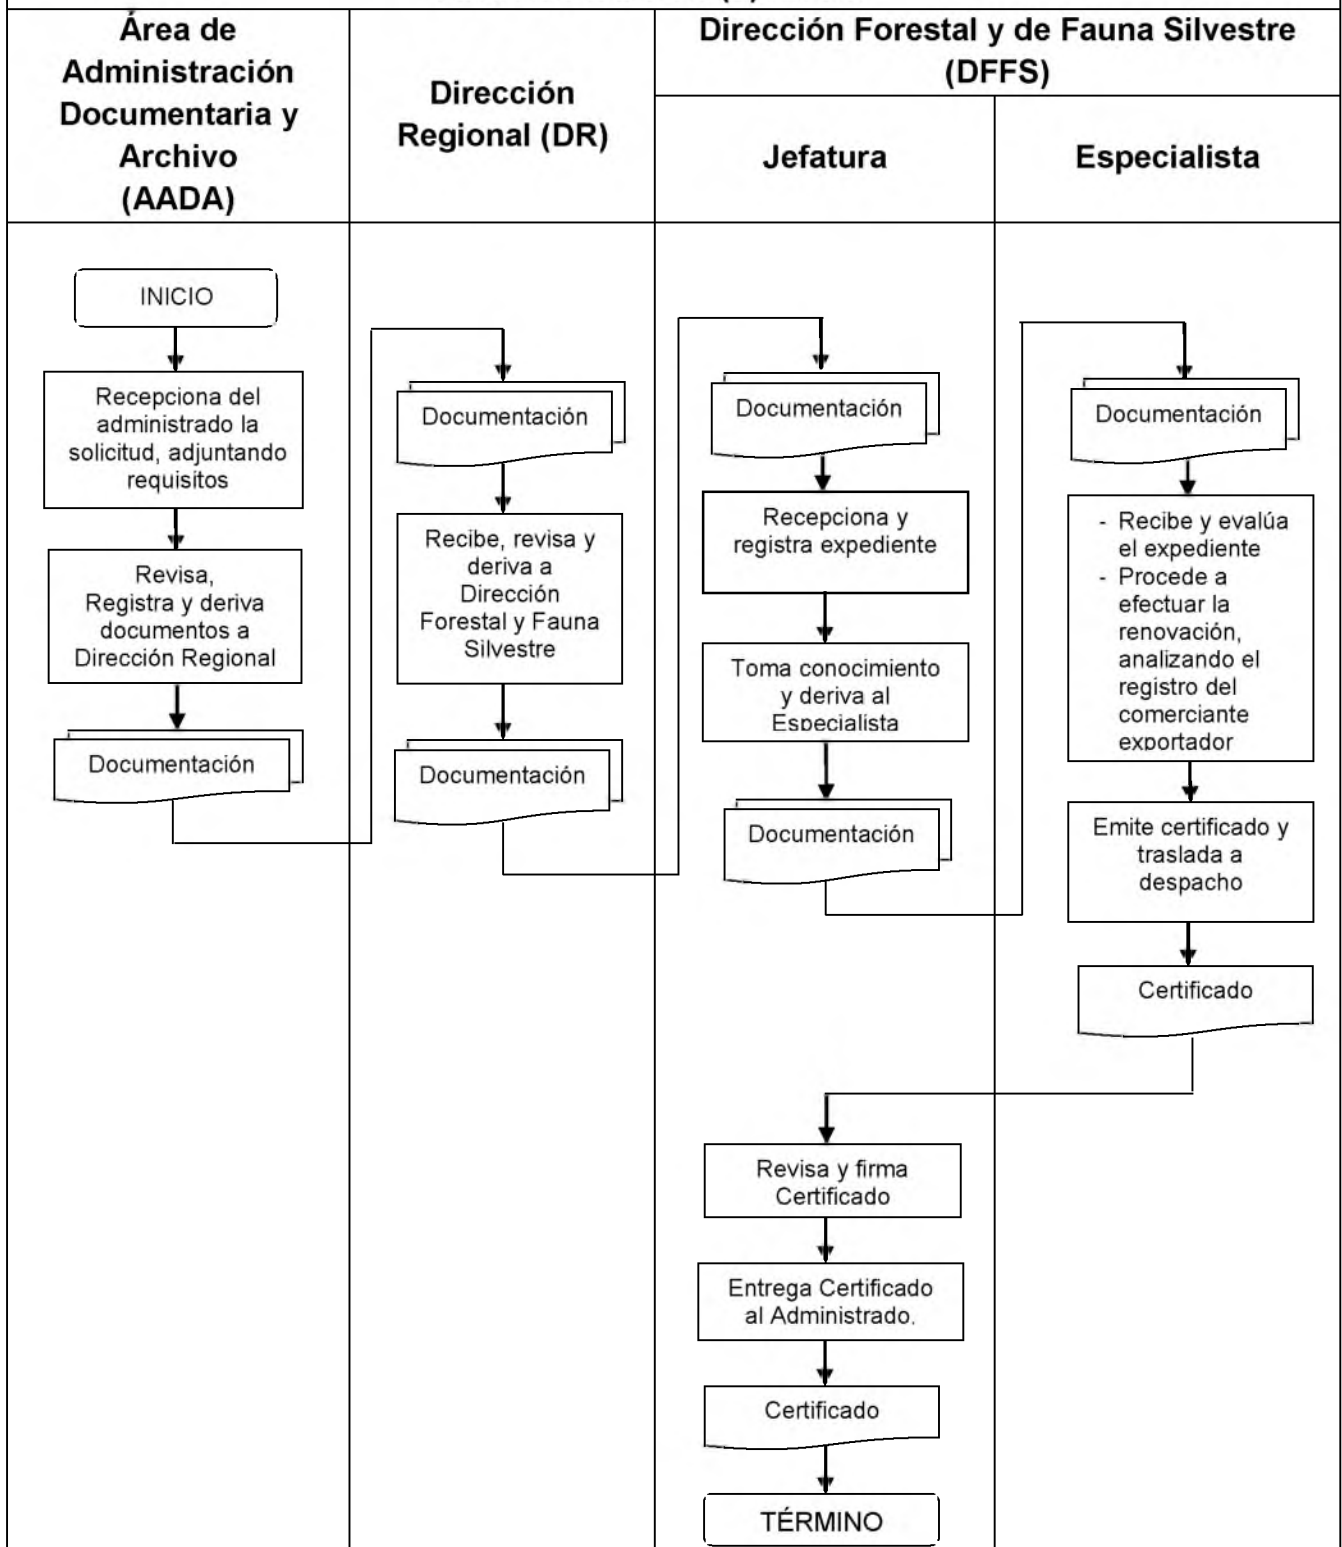 Área de
Administración
Documentaria y
Archivo
(AADA)
Dirección
Regional (DR)
Dirección Forestal y de Fauna Silvestre
(DFFS)
Jefatura
Especialista
INICIO
Recepciona del
administrado la
solicitud, adjuntando
requisitos
Revisa,
Registra y deriva
documentos a
Dirección Regional
Documentación
Documentación
Recibe, revisa y
deriva a
Dirección
Forestal y Fauna
Silvestre
Documentación
Documentación
Recepciona y
registra expediente
Toma conocimiento
y deriva al
Especialista
Documentación
Documentación
- Recibe y evalúa
el expediente
- Procede a
efectuar la
renovación,
analizando el
registro del
comerciante
exportador
Emite certificado y
traslada a
despacho
Certificado
Revisa y firma
Certificado
Entrega Certificado
al Administrado.
Certificado
TÉRMINO